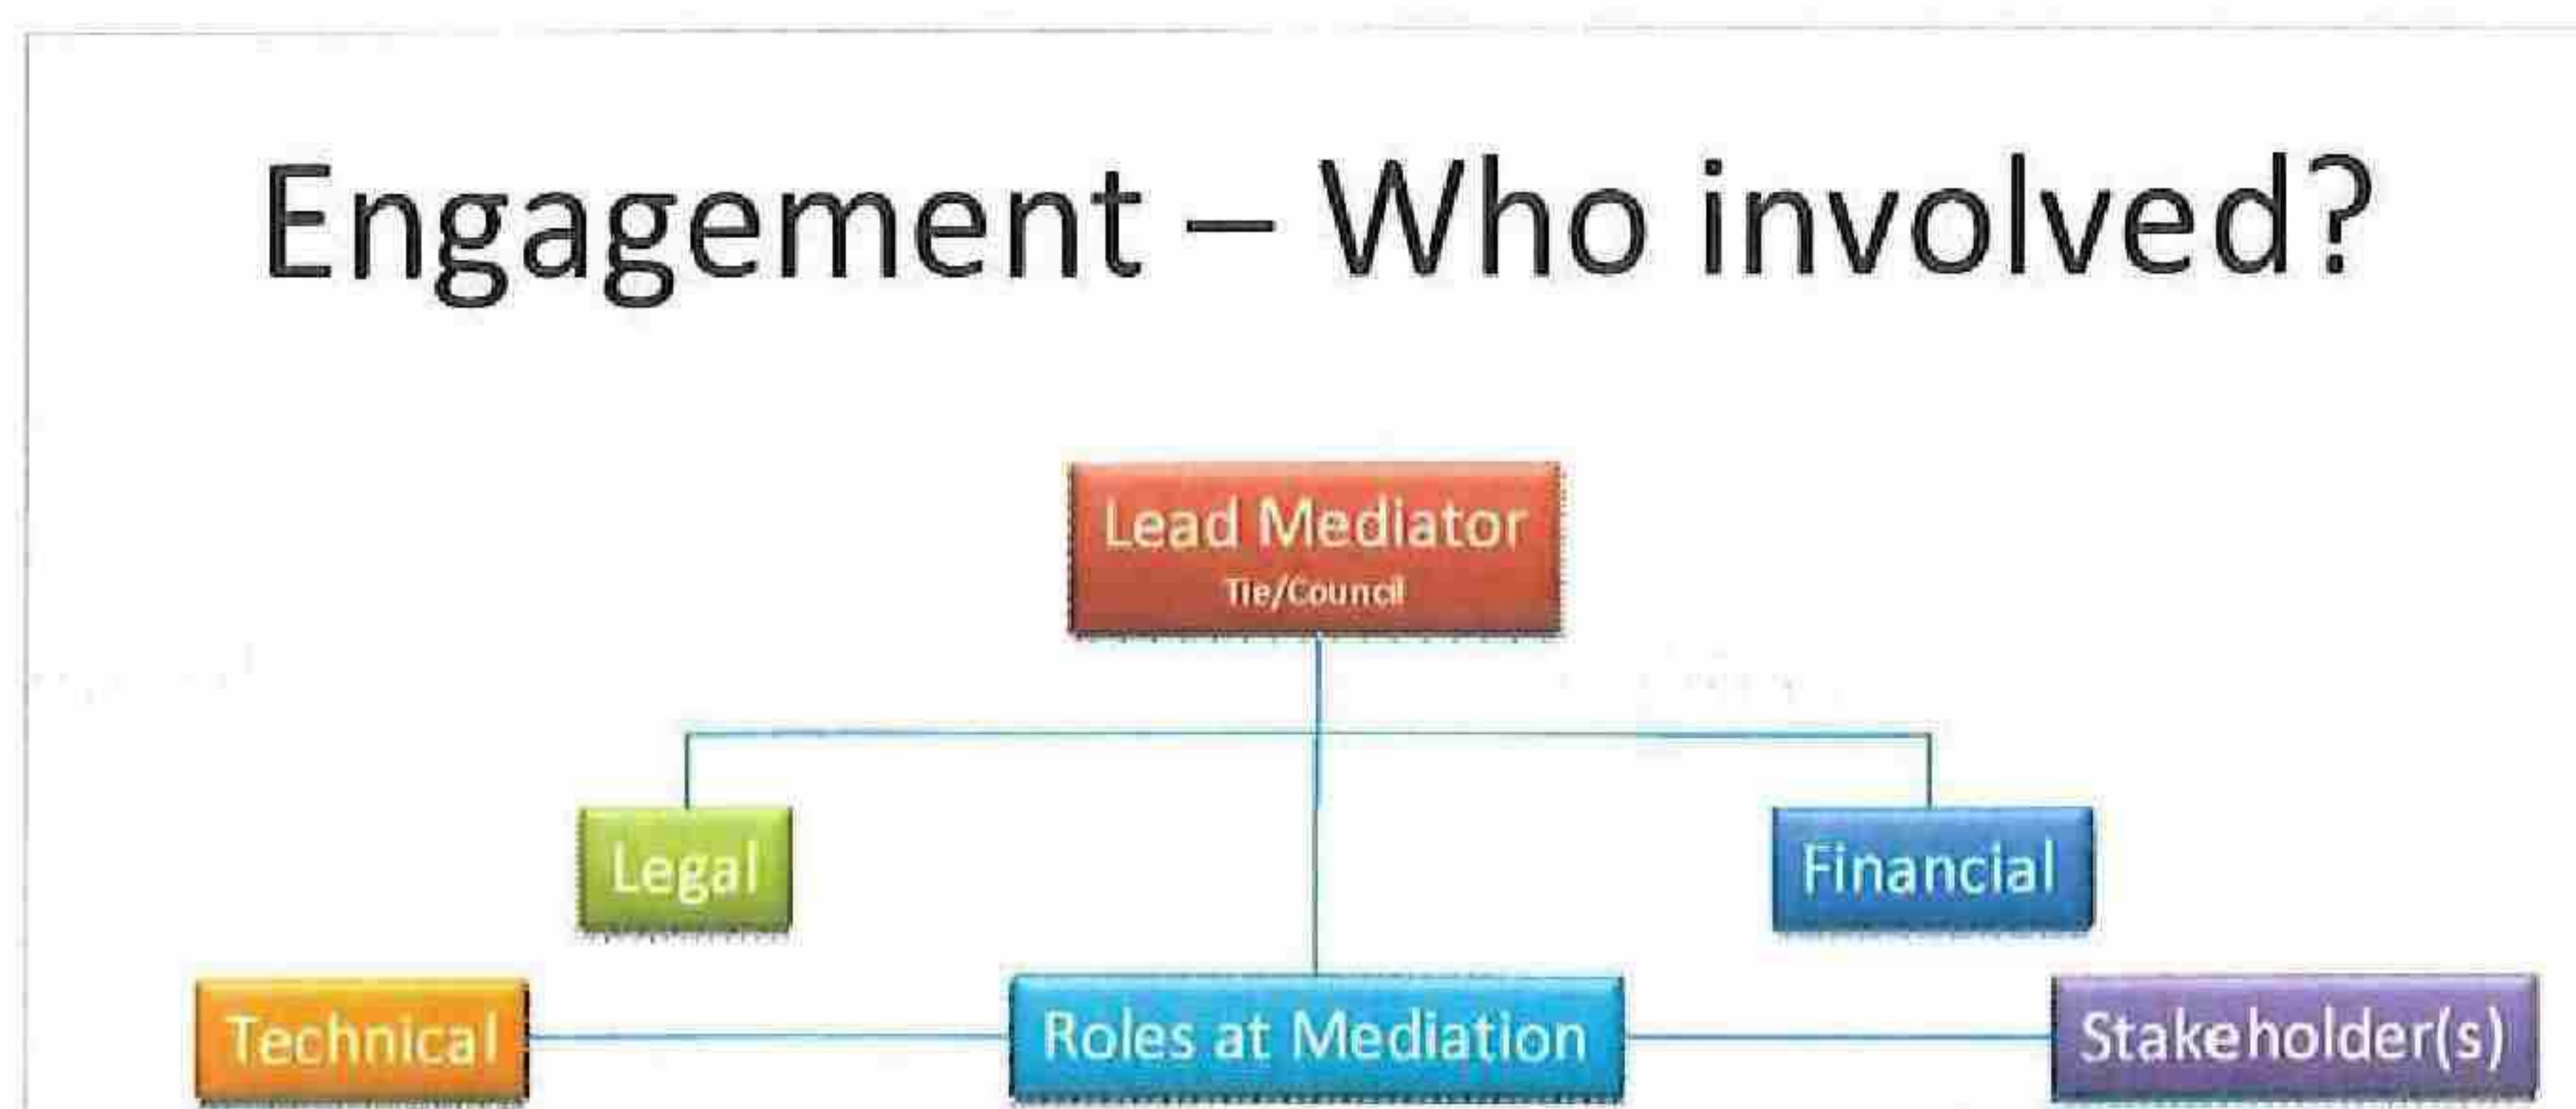 Engagement – Who involved?
Lead Mediator
Tie/Council
Legal
Financial
Technical
Roles at Mediation
Stakeholder(s)